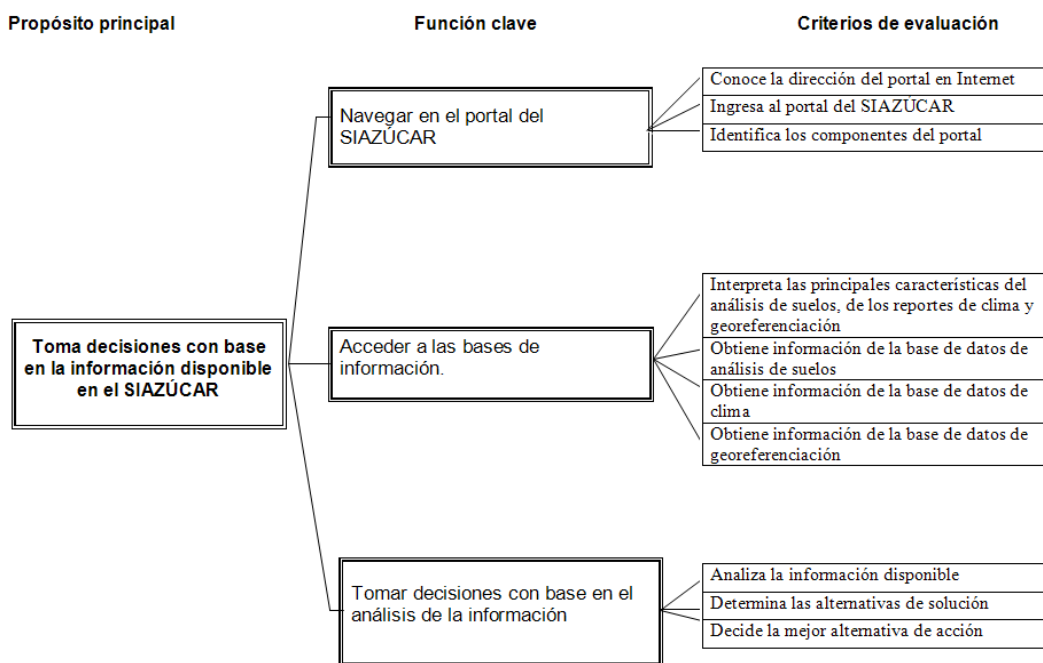 Propósito principal
Función clave
Criterios de evaluación
Navegar en el portal del
SIAZÚCAR
Conoce la dirección del portal en Internet
Ingresa al portal del SIAZÚCAR
Identifica los componentes del portal
Toma decisiones con base
en la información disponible
en el SIAZÚCAR
Acceder a las bases de
información.
Interpreta las principales características del
análisis de suelos, de los reportes de clima y
georeferenciación
Obtiene información de la base de datos de
análisis de suelos
Obtiene información de la base de datos de
clima
Obtiene información de la base de datos de
georeferenciación
Tomar decisiones con base en el
análisis de la información
Analiza la información disponible
Determina las alternativas de solución
Decide la mejor alternativa de acción